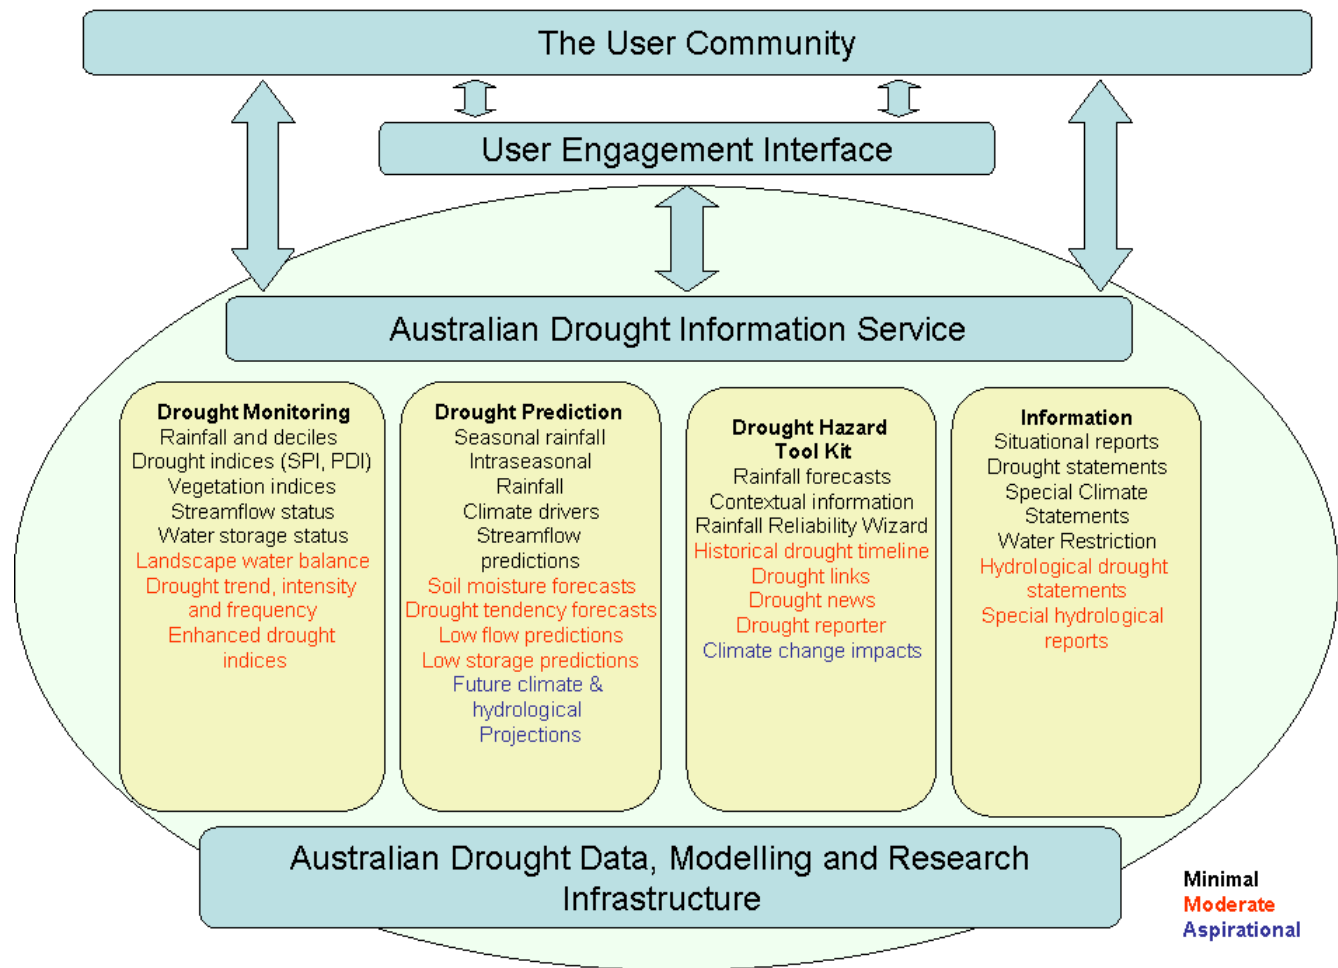 The User Community
User Engagement Interface
Australian Drought Information Service
Drought Monitoring
Rainfall and deciles
Drought indices (SPI, PDI)
Vegetation indices
Streamflow status
Water storage status
Landscape water balance
Drought trend, intensity
and frequency
Enhanced drought
indices
Drought Prediction
Seasonal rainfall
Intraseasonal
Rainfall
Climate drivers
Streamflow
predictions
Soil moisture forecasts
Drought tendency forecasts
Low flow predictions
Low storage predictions
Future climate &
hydrological
Projections
Drought Hazard
Tool Kit
Rainfall forecasts
Contextual information
Rainfall Reliability Wizard
Historical drought timeline
Drought links
Drought news
Drought reporter
Climate change impacts
Information
Situational reports
Drought statements
Special Climate
Statements
Water Restriction
Hydrological drought
statements
Special hydrological
reports
Australian Drought Data, Modelling and Research
Infrastructure
Minimal
Moderate
Aspirational